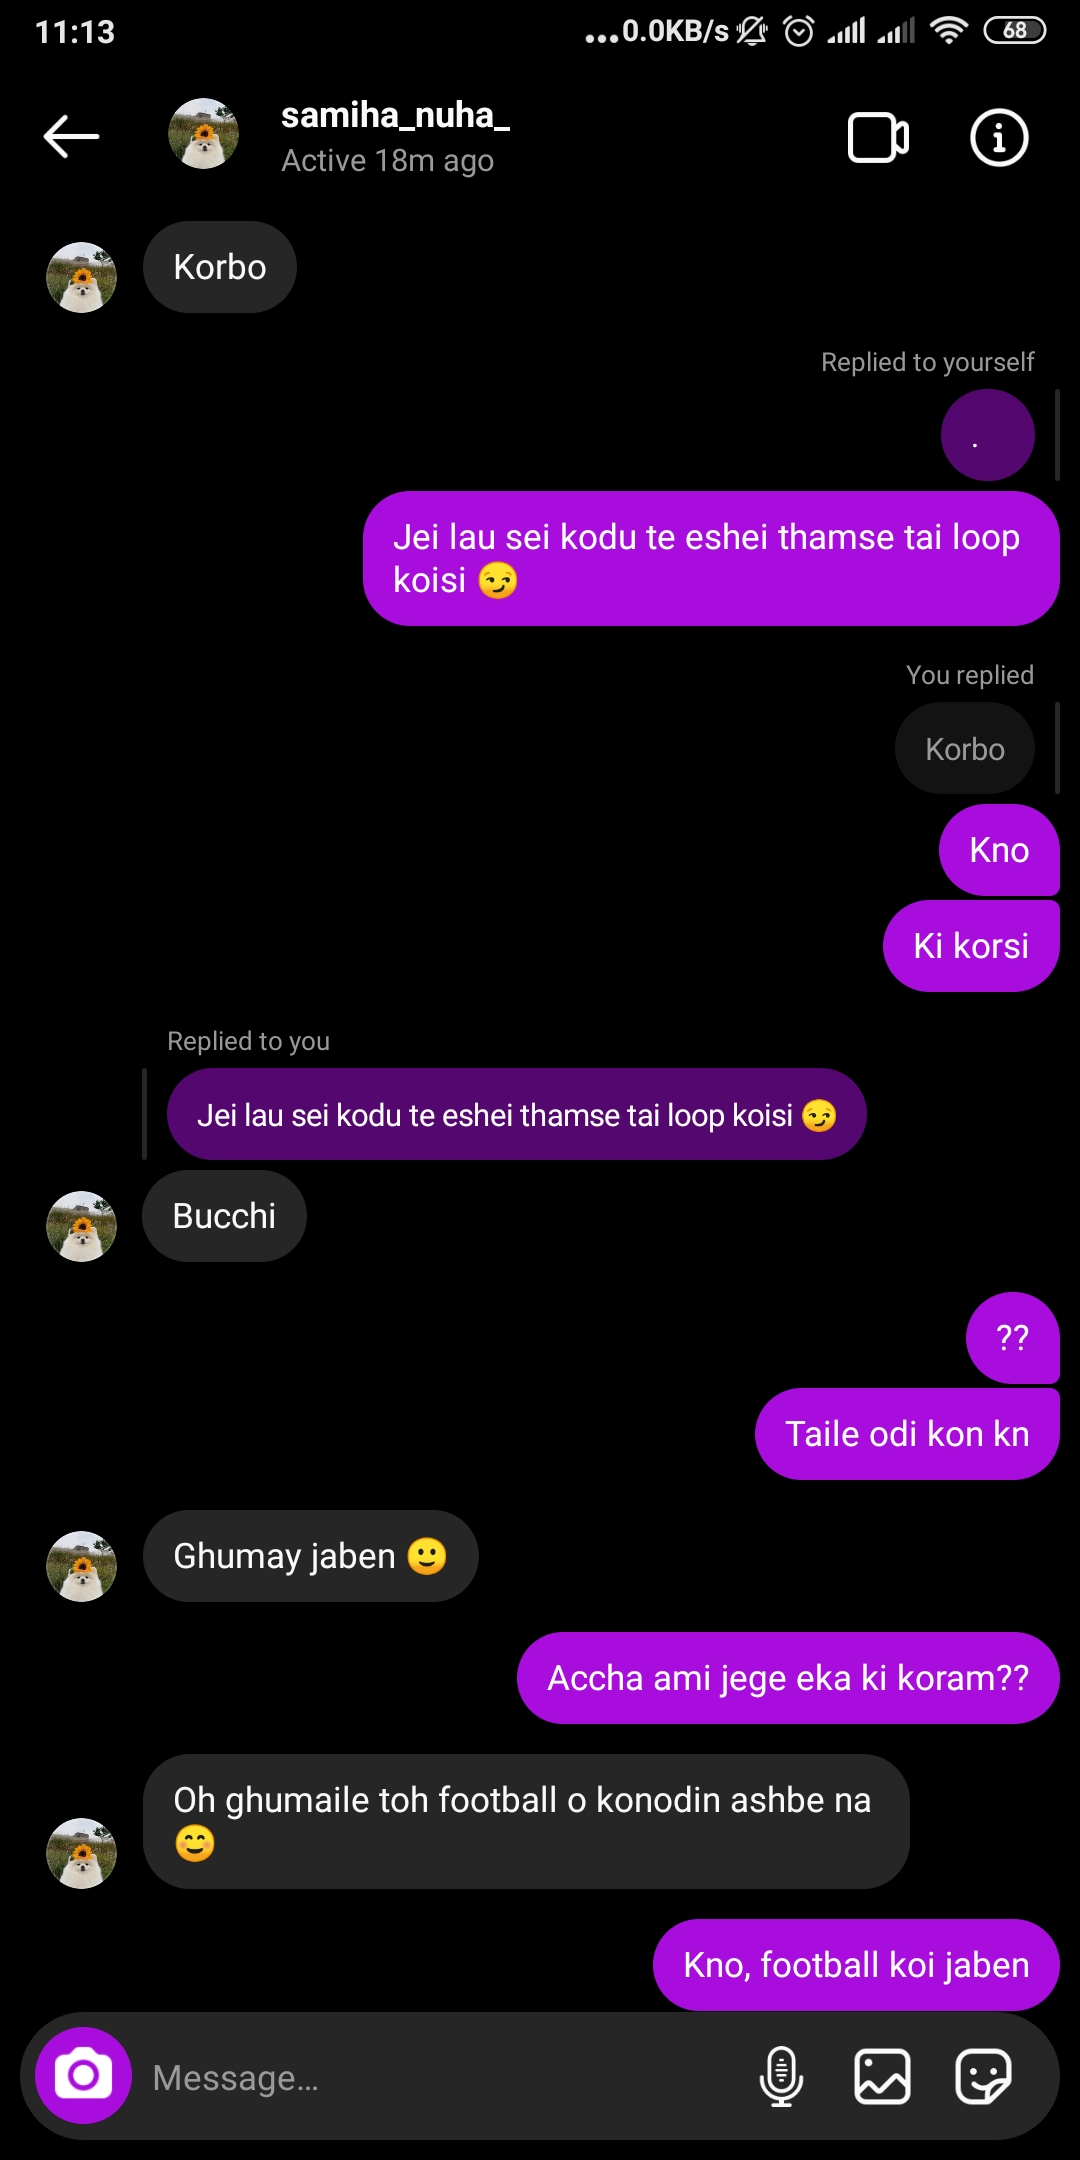 11:13
...0.0KB/s
68
samiha_nuha_
Active 18m ago
Korbo
Replied to yourself
.
Jei lau sei kodu te eshei thamse tai loop
koisi 😏
You replied
Korbo
Kno
Ki korsi
Replied to you
Jei lau sei kodu te eshei thamse tai loop koisi 😏
Bucchi
??
Taile odi kon kn
Ghumay jaben 🙂
Accha ami jege eka ki koram??
Oh ghumaile toh football o konodin ashbe na
😊
Kno, football koi jaben
Message...